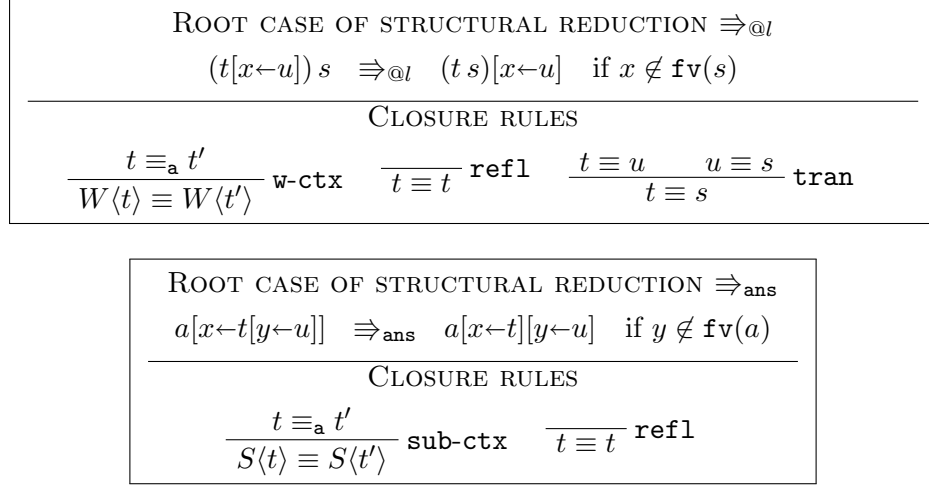 ROOT CASE OF STRUCTURAL REDUCTION ⇛@l
(t[x←u]) s ⇛@l (t s)[x←u] if x ∉ fv(s)
CLOSURE RULES
t ≡a t′
W⟨t⟩ ≡ W⟨t′⟩ w-ctx
t ≡ t refl
t ≡ u u ≡ s
t ≡ s tran
ROOT CASE OF STRUCTURAL REDUCTION ⇛ans
a[x←t[y←u]] ⇛ans a[x←t][y←u] if y ∉ fv(a)
CLOSURE RULES
t ≡a t′
S⟨t⟩ ≡ S⟨t′⟩ sub-ctx
t ≡ t refl